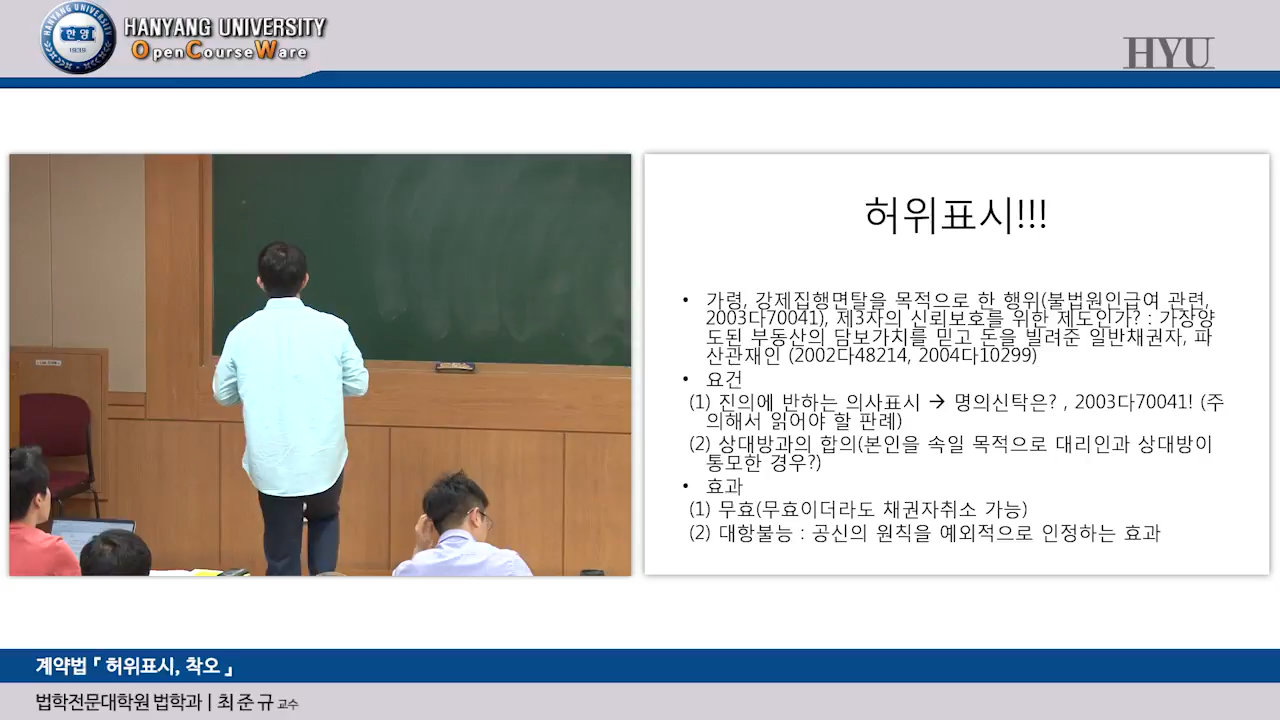 HANYANG UNIVERSITY
OpenCourseWare
HANYANG UNIVERSITY
한양
1939
HYU
허위표시!!!
• 가령, 강제집행면탈을 목적으로 한 행위(불법원인급여 관련,
2003다70041), 제3자의 신뢰보호를 위한 제도인가? : 가장양
도된 부동산의 담보가치를 믿고 돈을 빌려준 일반채권자, 파
산관재인 (2002다48214, 2004다10299)
• 요건
(1) 진의에 반하는 의사표시 → 명의신탁은? , 2003다70041! (주
의해서 읽어야 할 판례)
(2) 상대방과의 합의(본인을 속일 목적으로 대리인과 상대방이
통모한 경우?)
• 효과
(1) 무효(무효이더라도 채권자취소 가능)
(2) 대항불능 : 공신의 원칙을 예외적으로 인정하는 효과
계약법『 허위표시, 착오 』
법학전문대학원 법학과 | 최 준 규 교수